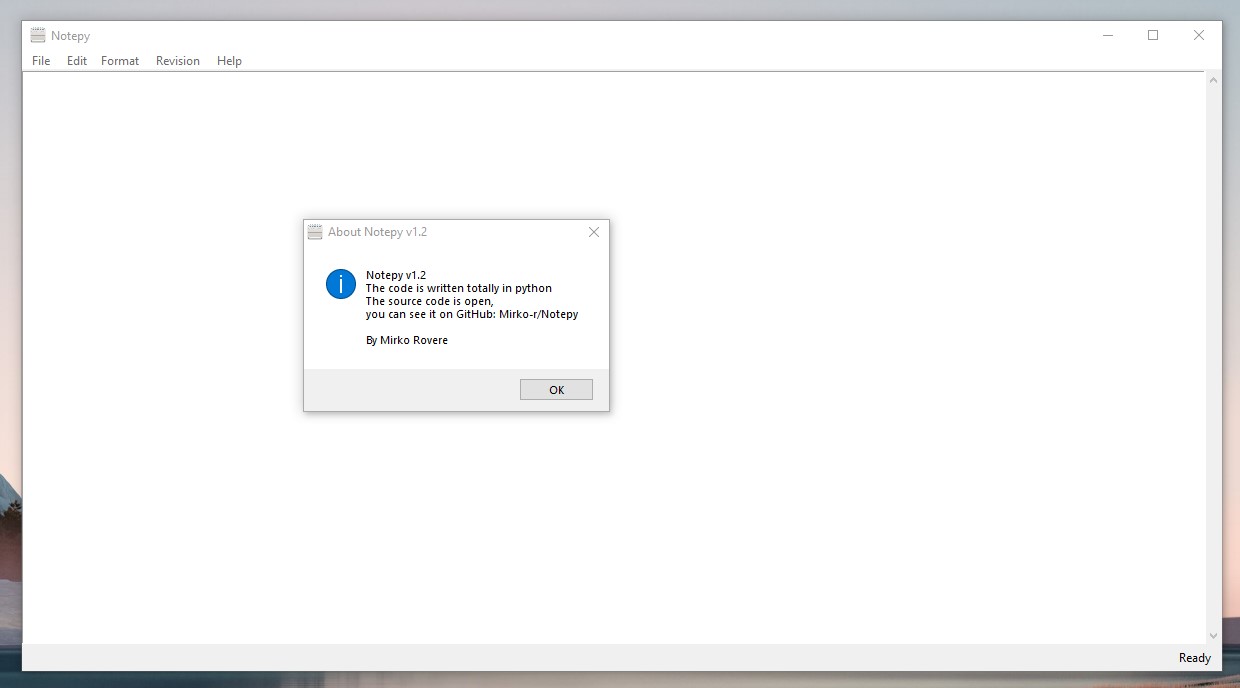 Notepy
File Edit Format Revision Help
About Notepy v1.2
Notepy v1.2
The code is written totally in python
The source code is open,
you can see it on GitHub: Mirko-r/Notepy
By Mirko Rovere
OK
Ready